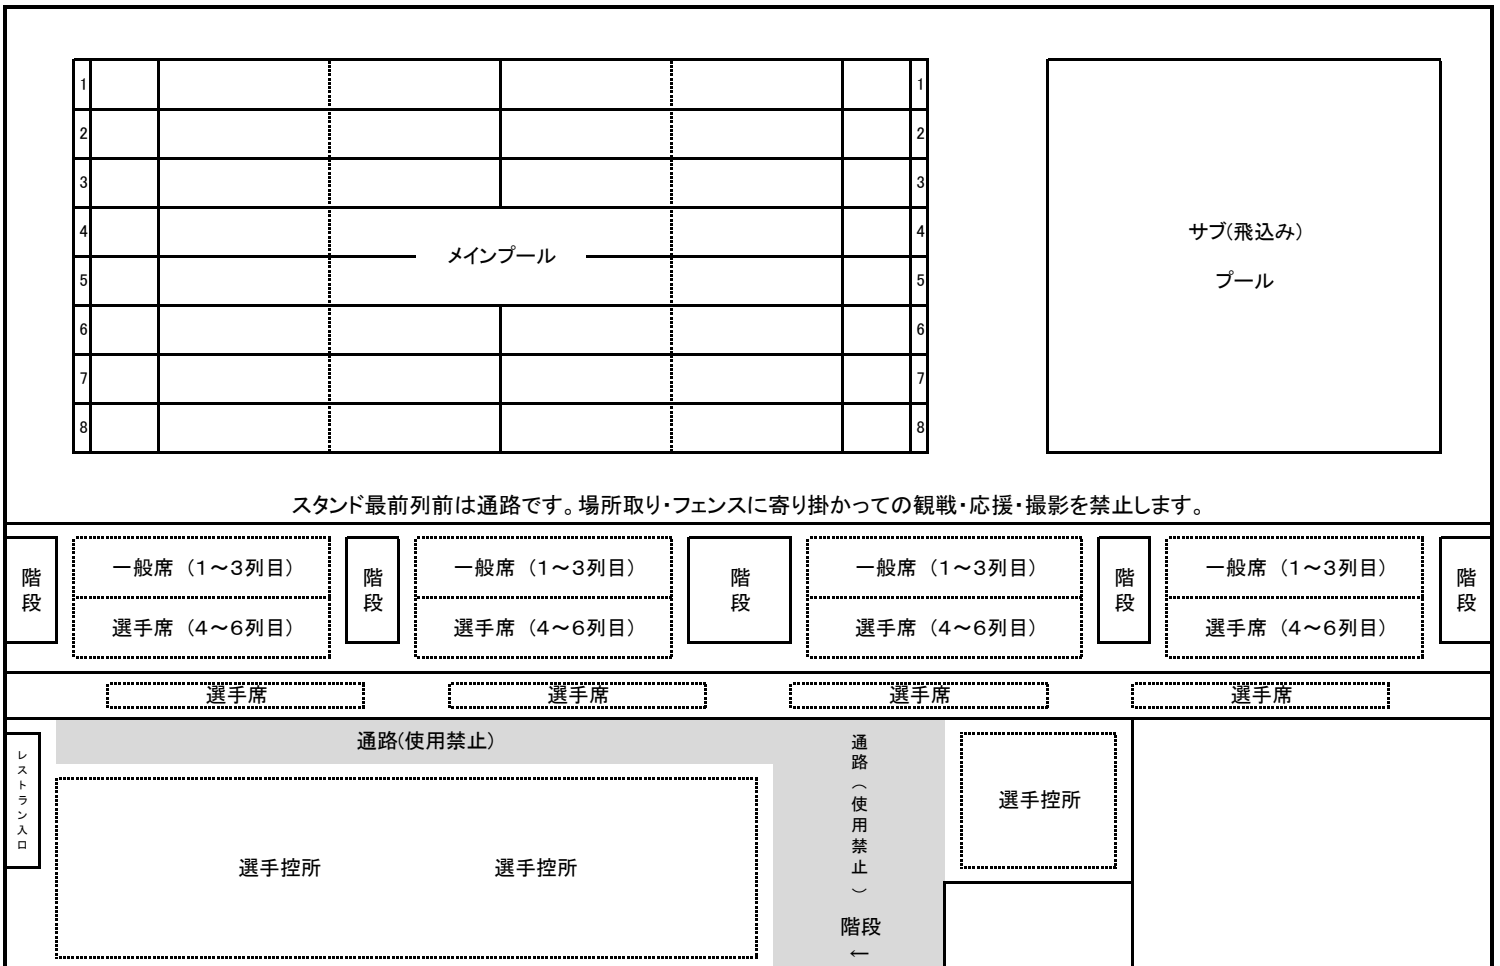 1 1
2 2
3 3
4 4
メインプール
5 5
6 6
7 7
8 8
サブ(飛込み)
プール
スタンド最前列前は通路です。場所取り・フェンスに寄り掛かっての観戦・応援・撮影を禁止します。
階段
一般席（1～3列目）
選手席（4～6列目）
階段
一般席（1～3列目）
選手席（4～6列目）
階段
一般席（1～3列目）
選手席（4～6列目）
階段
一般席（1～3列目）
選手席（4～6列目）
階段
選手席 選手席 選手席 選手席
レストラン入口
通路(使用禁止)
選手控所 選手控所
通路（使用禁止）
階段
←
選手控所